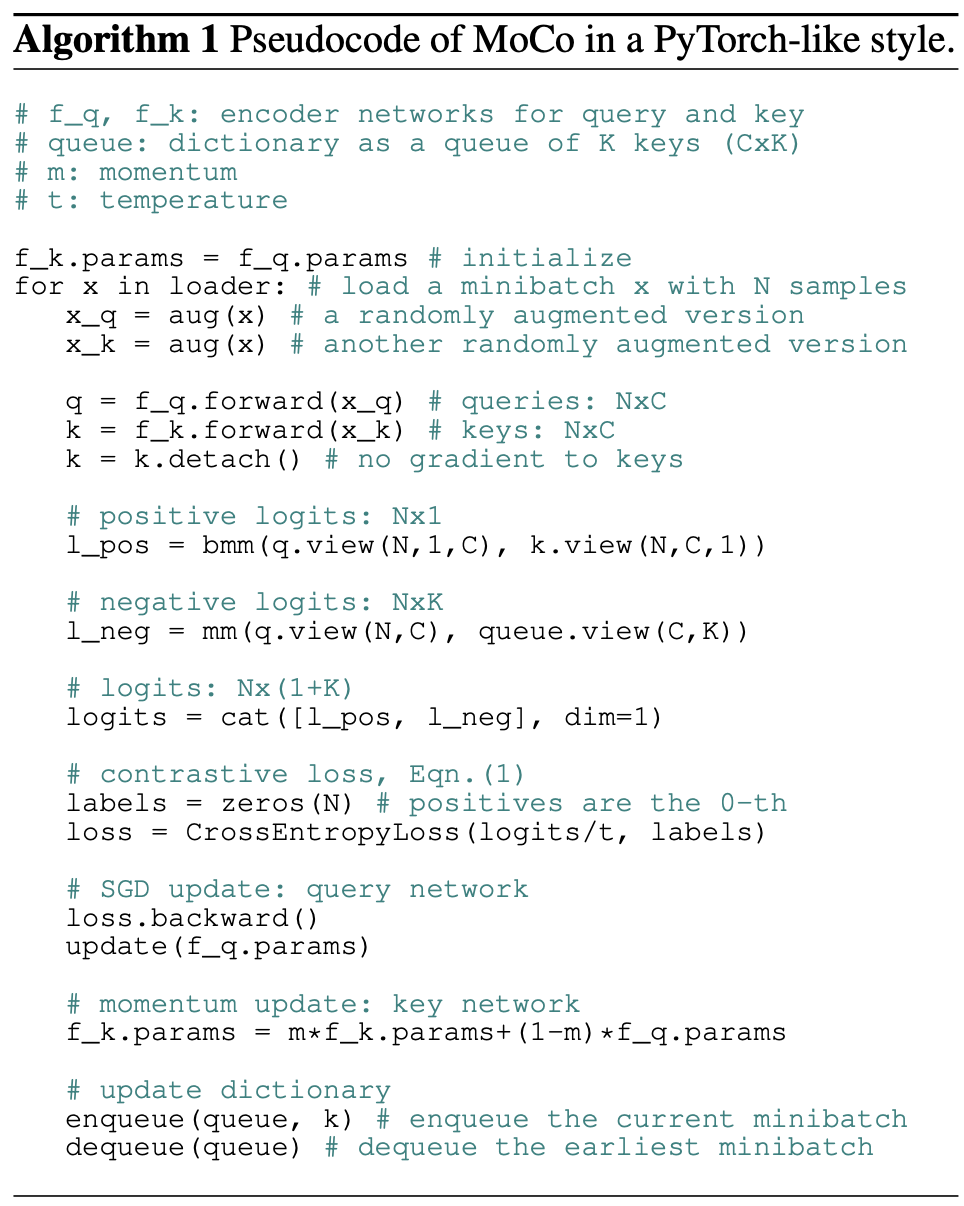 Algorithm 1 Pseudocode of MoCo in a PyTorch-like style.
# f_q, f_k: encoder networks for query and key
# queue: dictionary as a queue of K keys (CxK)
# m: momentum
# t: temperature
f_k.params = f_q.params # initialize
for x in loader: # load a minibatch x with N samples
x_q = aug(x) # a randomly augmented version
x_k = aug(x) # another randomly augmented version
q = f_q.forward(x_q) # queries: NxC
k = f_k.forward(x_k) # keys: NxC
k = k.detach() # no gradient to keys
# positive logits: Nx1
l_pos = bmm(q.view(N,1,C), k.view(N,C,1))
# negative logits: NxK
l_neg = mm(q.view(N,C), queue.view(C,K))
# logits: Nx(1+K)
logits = cat([l_pos, l_neg], dim=1)
# contrastive loss, Eqn.(1)
labels = zeros(N) # positives are the 0-th
loss = CrossEntropyLoss(logits/t, labels)
# SGD update: query network
loss.backward()
update(f_q.params)
# momentum update: key network
f_k.params = m*f_k.params+(1-m)*f_q.params
# update dictionary
enqueue(queue, k) # enqueue the current minibatch
dequeue(queue) # dequeue the earliest minibatch